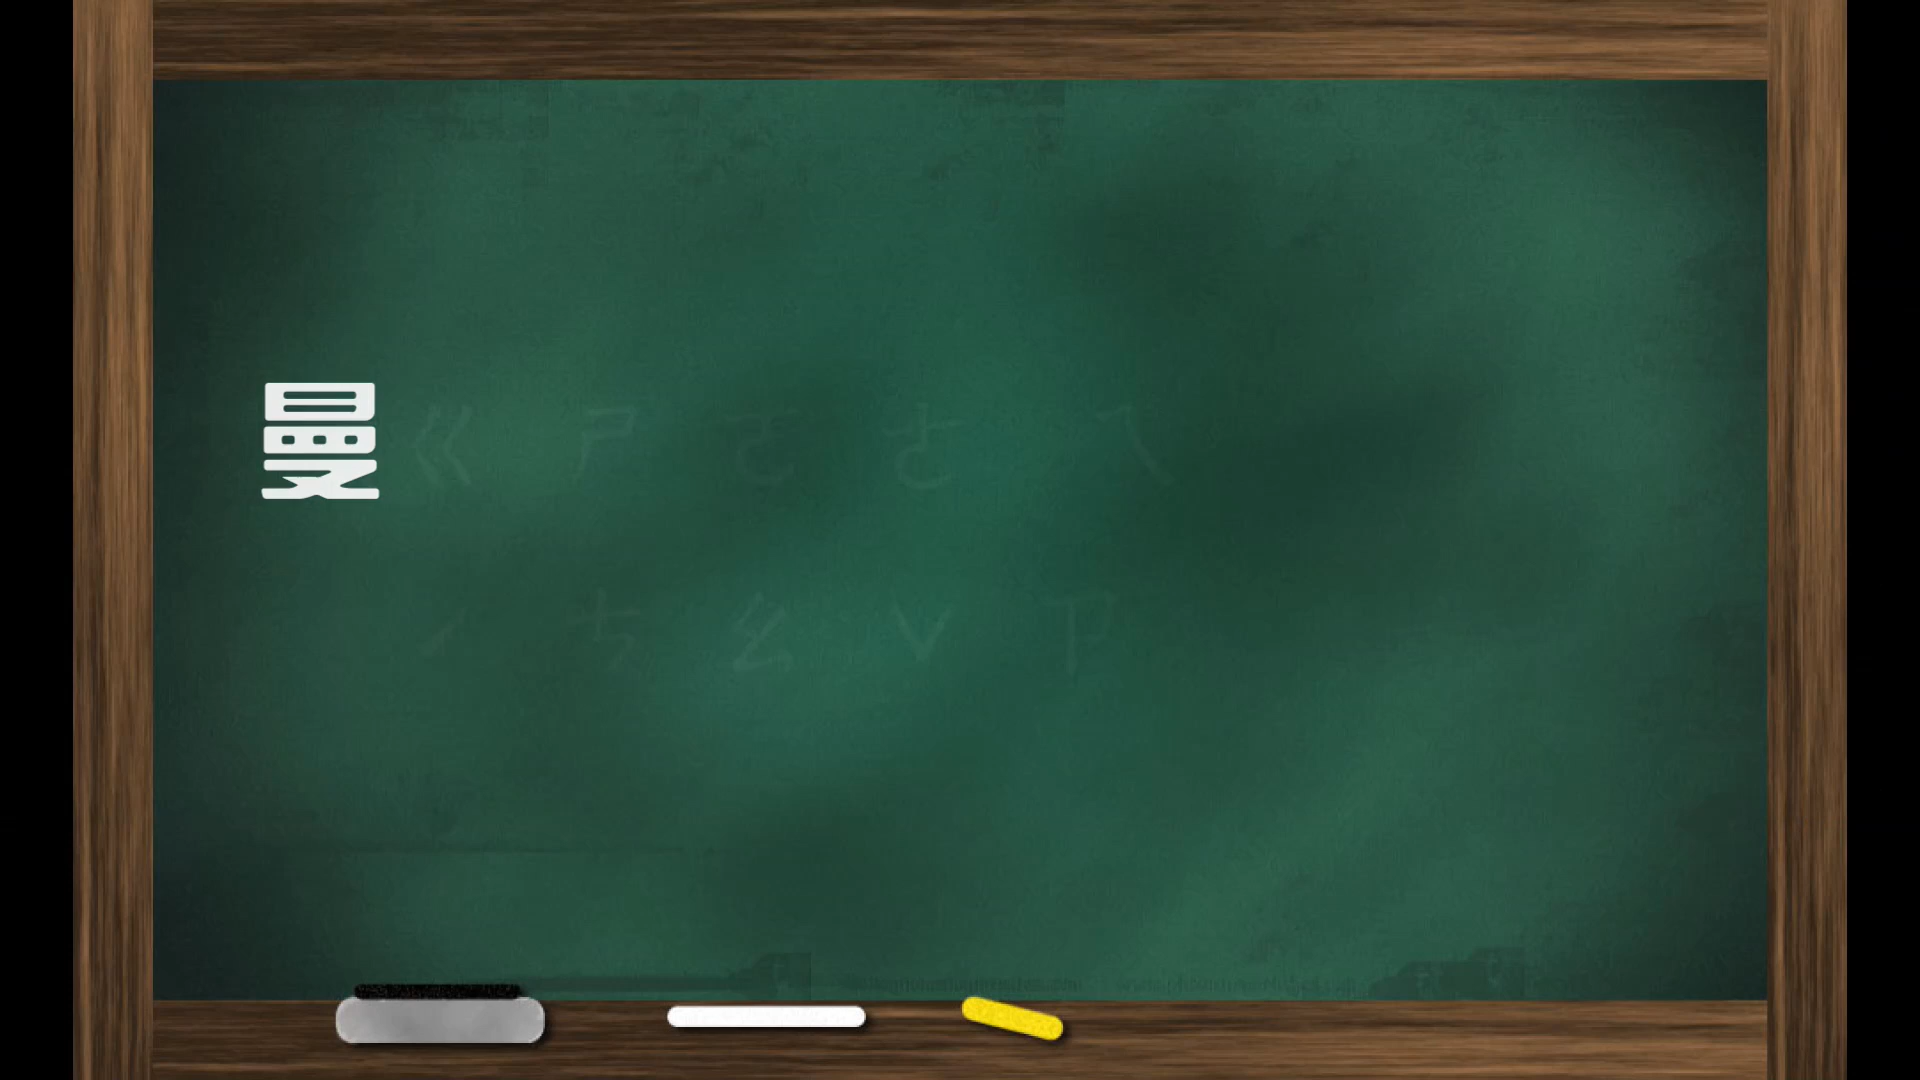 曼 ㄍ ㄕ ㄛ ㄜ ㄟ
ˊ ㄘ ㄠ ˇ ㄗ